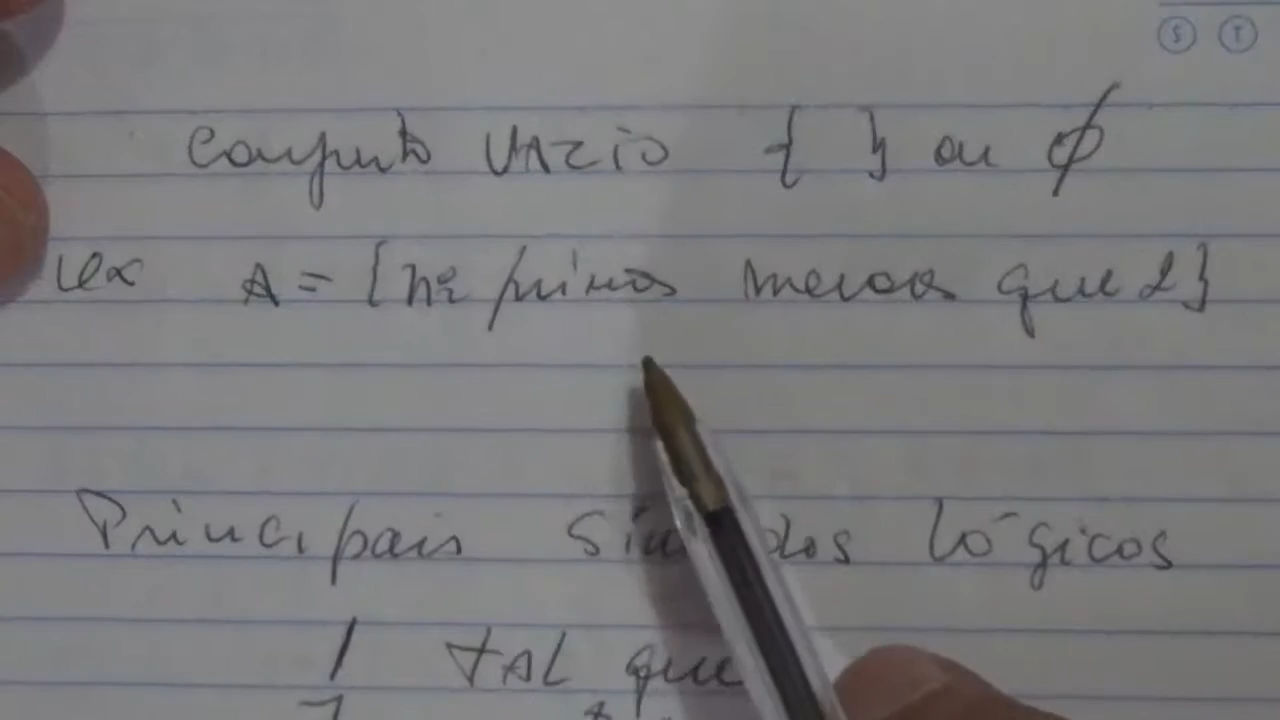 S T
Conjunto VAZIO { } ou ∅
ex A = {nº primos menores que 2}
Principais Símbolos lógicos
/ tAL que